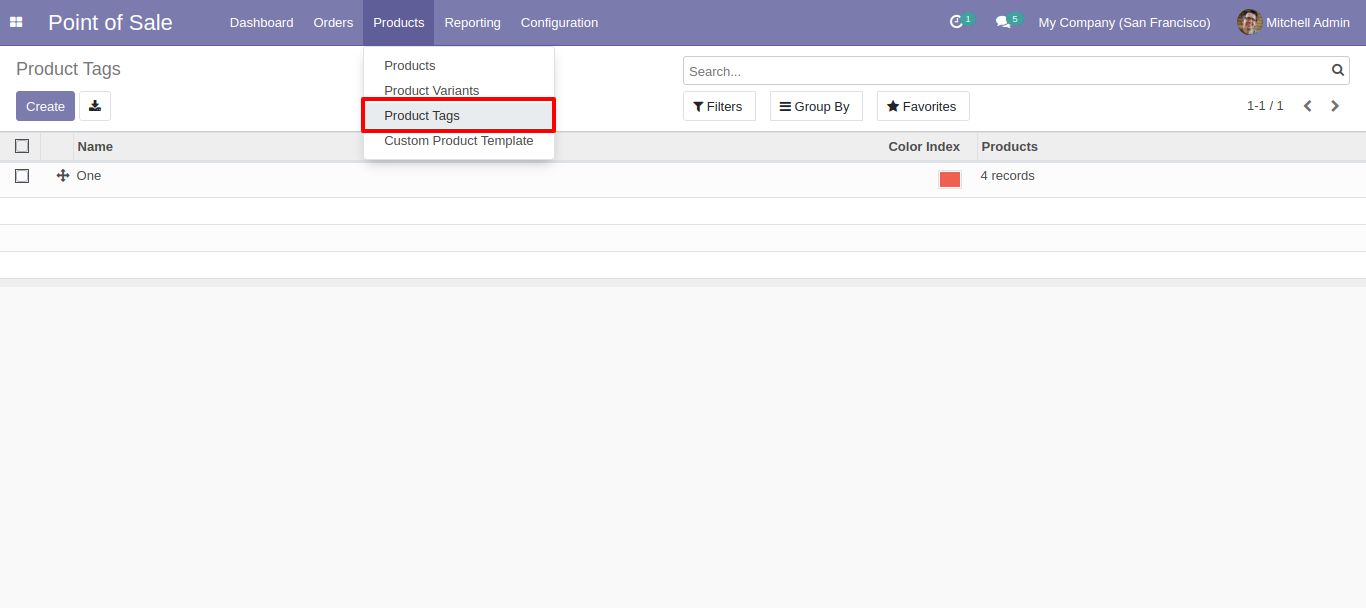 Point of Sale Dashboard Orders Products Reporting Configuration 1 5 My Company (San Francisco) Mitchell Admin
Product Tags
Search...
Create
Filters Group By Favorites 1-1 / 1
Products
Product Variants
Product Tags
Custom Product Template
Name Color Index Products
One 4 records